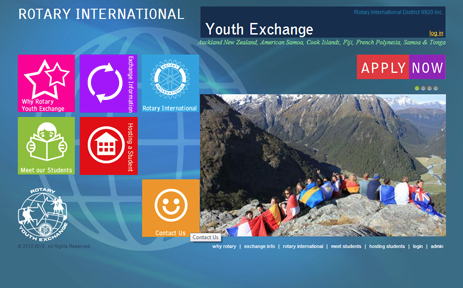 ROTARY INTERNATIONAL
Rotary International District 9920 Inc.
Youth Exchange
log in
Auckland New Zealand, American Samoa, Cook Islands, Fiji, French Polynesia, Samoa & Tonga
APPLY NOW
Why Rotary
Youth Exchange
Exchange Information
Rotary International
Meet our Students
Hosting a Student
ROTARY
YOUTH EXCHANGE
Contact Us
Contact Us
All Rights Reserved
why rotary | exchange info | rotary international | meet students | hosting students | login | admin